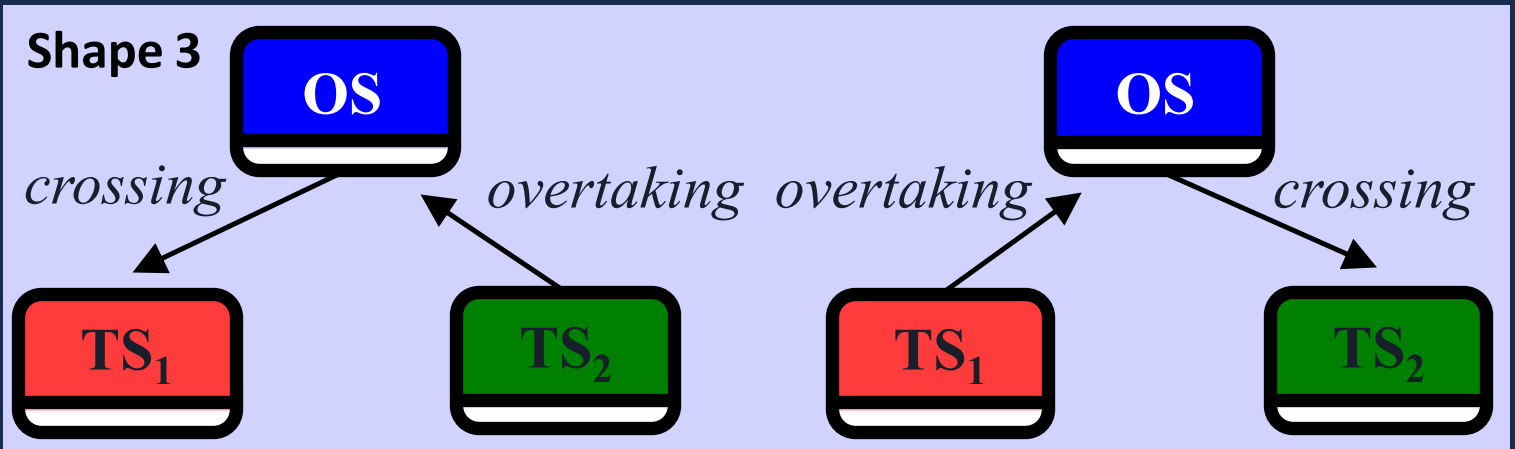 Shape 3
OS
OS
crossing
overtaking
overtaking
crossing
TS₁
TS₂
TS₁
TS₂